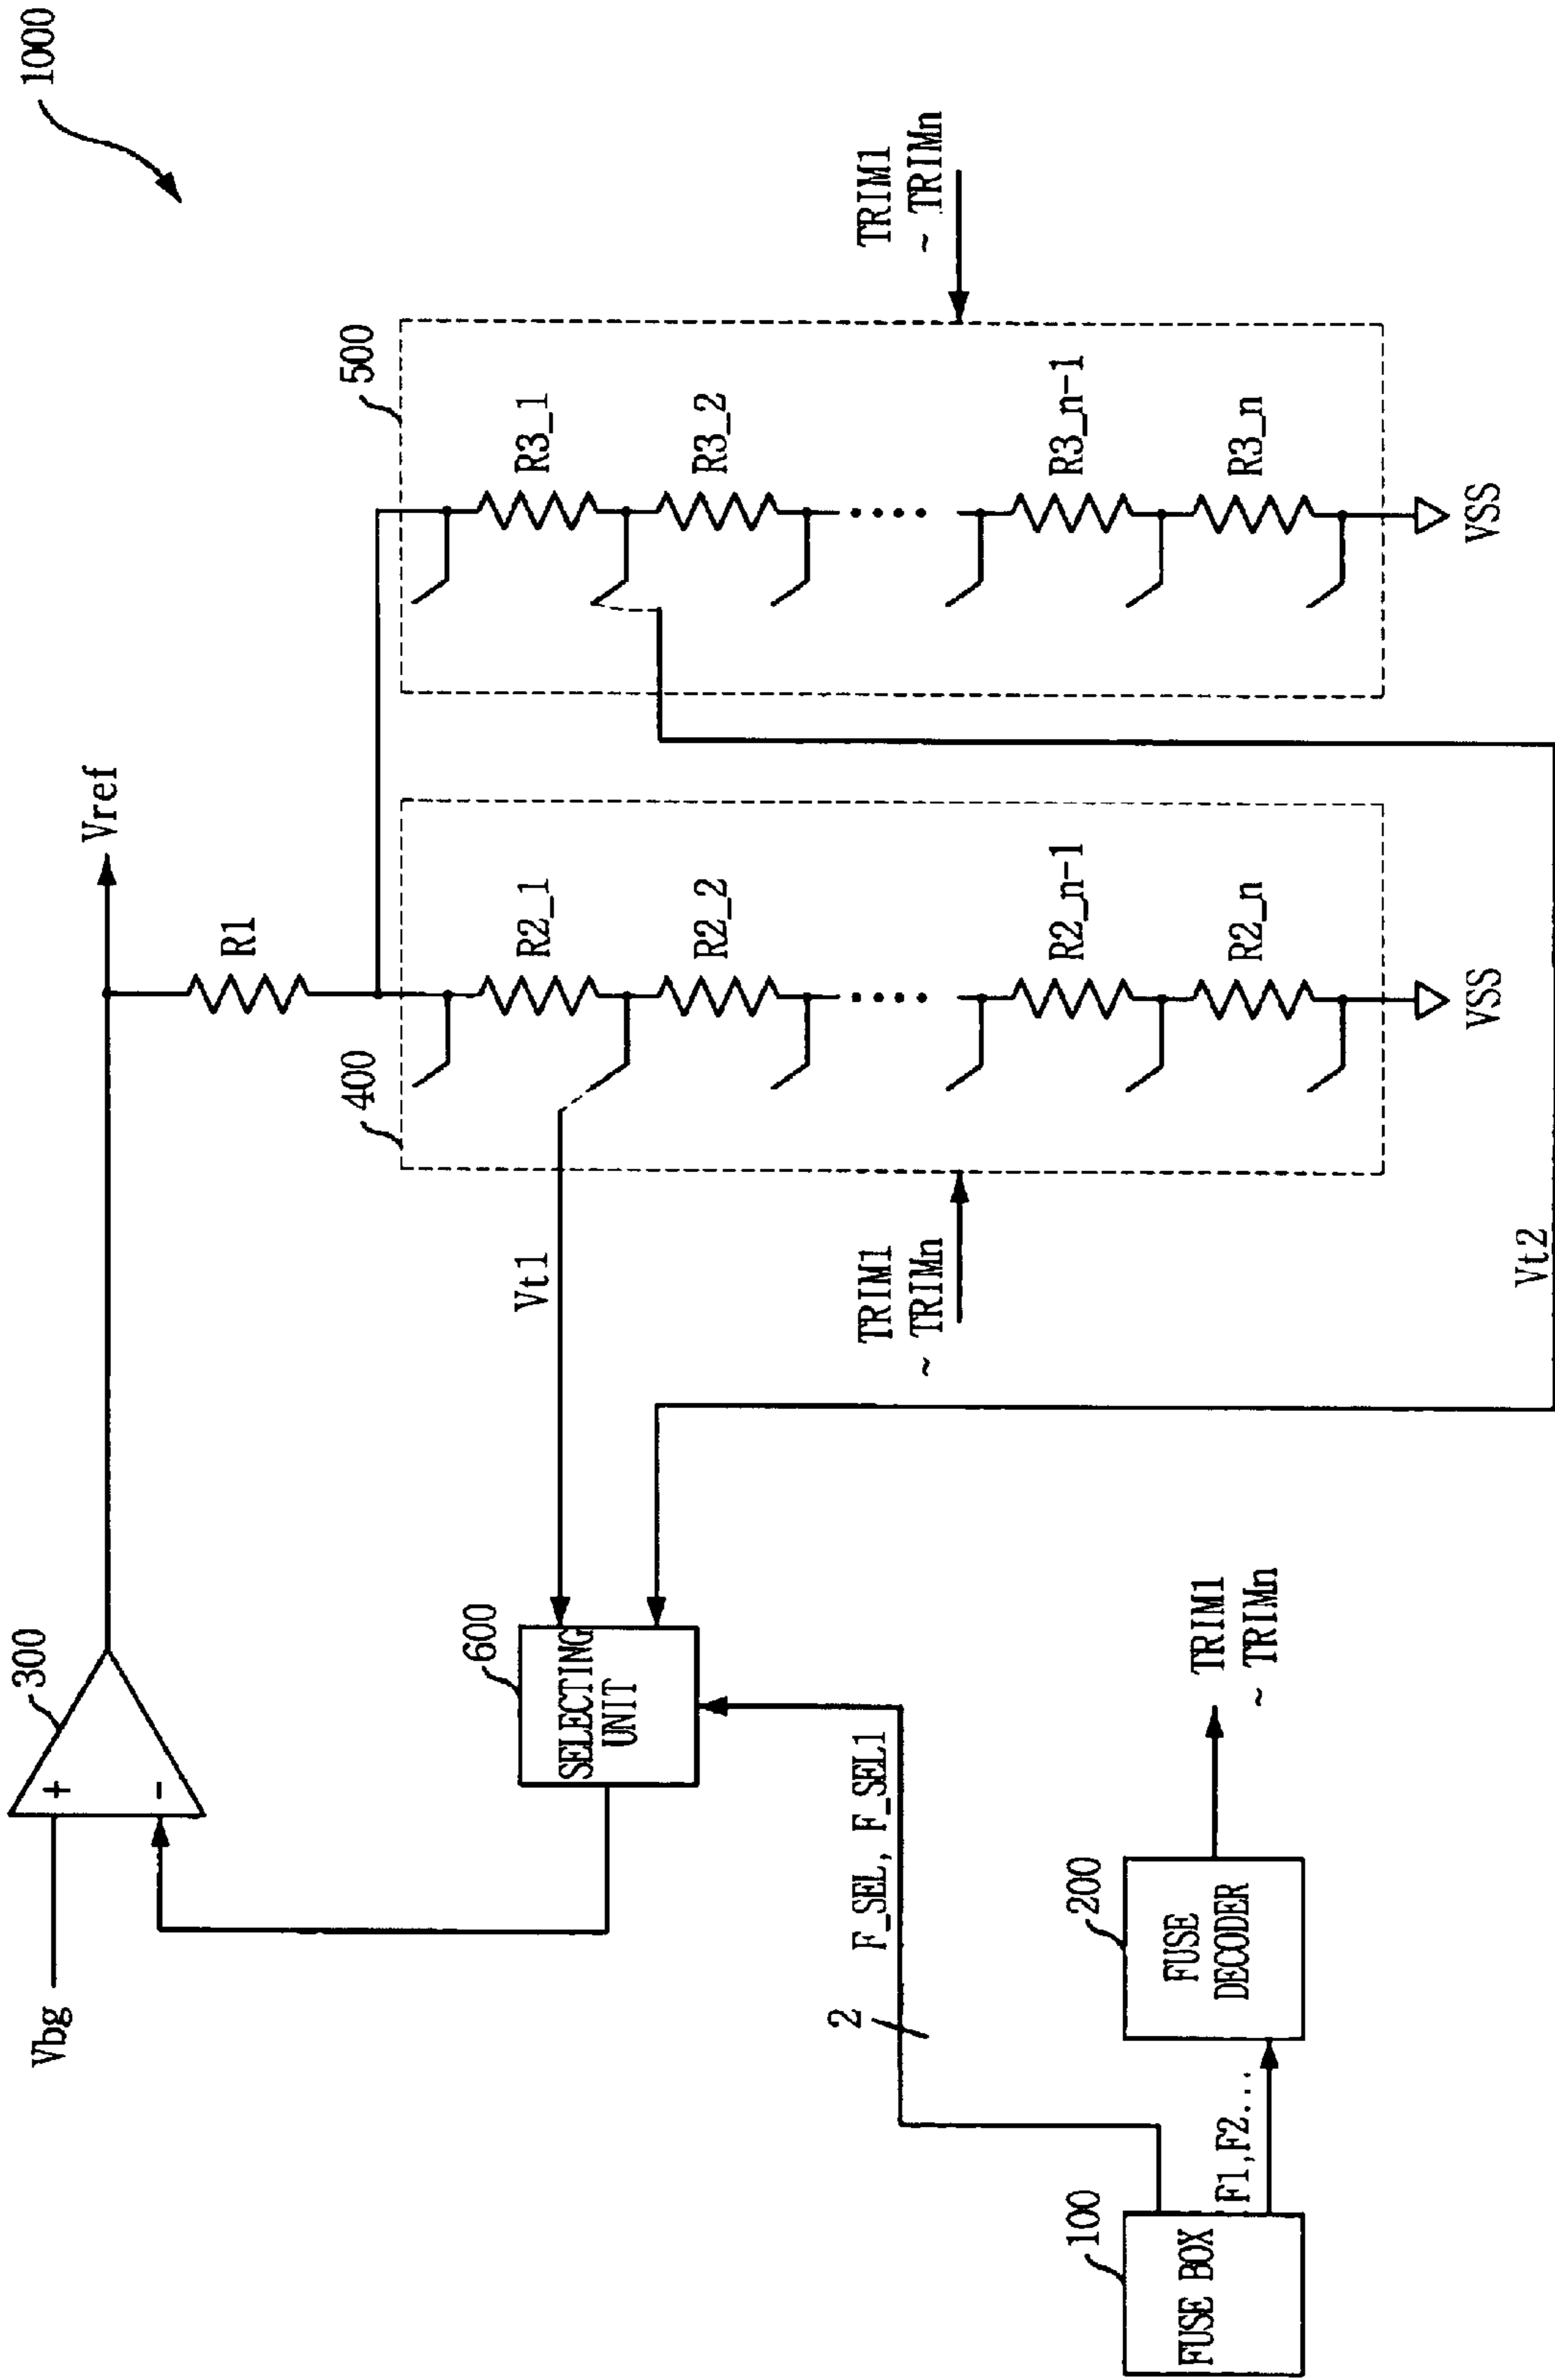 1000
Vbg
+
-
300
Vref
R1
400
R2_1
R2_2
R2_n-1
R2_n
VSS
500
R3_1
R3_2
R3_n-1
R3_n
VSS
TRIM1
~ TRIMn
TRIM1
~ TRIMn
Vt1
Vt2
600
SELECTING
UNIT
F_SEL, F_SEL1
2
100
FUSE BOX
F1,F2...
200
FUSE
DECODER
TRIM1
~ TRIMn